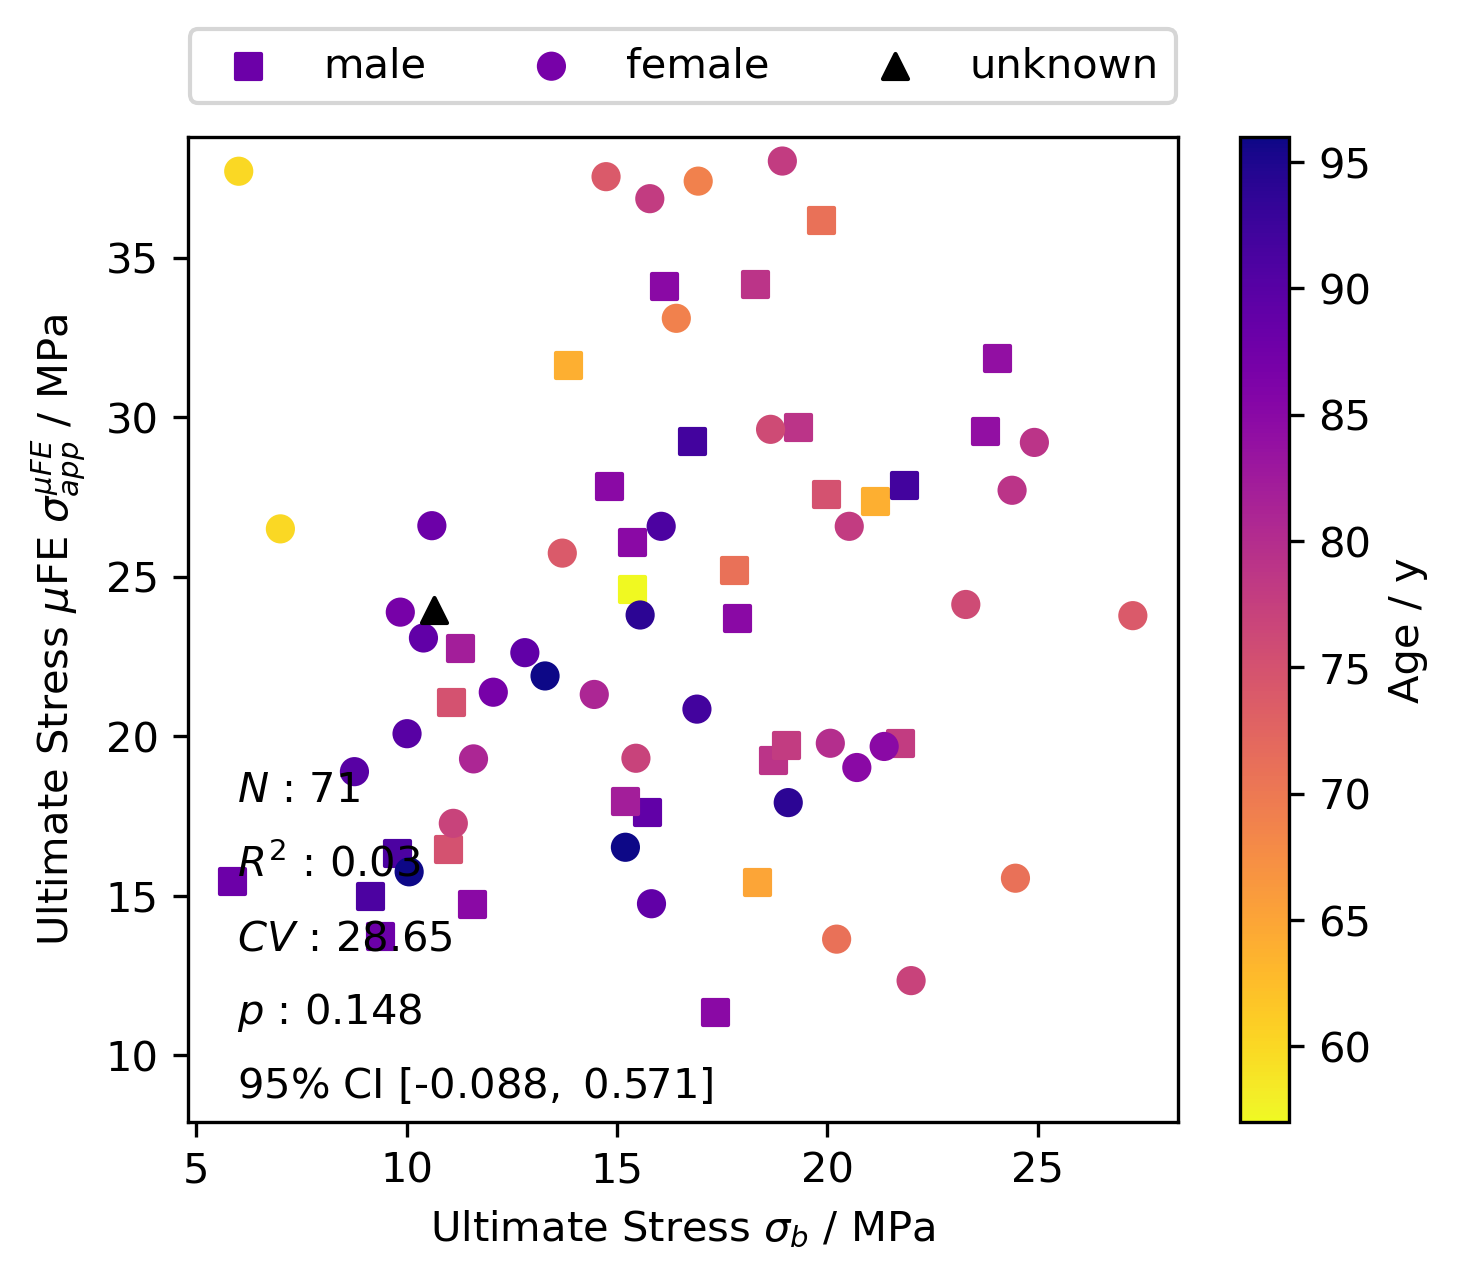 male female unknown
35
30
25
20
15
10
Ultimate Stress μFE σ_app^μFE / MPa
N : 71
R² : 0.03
CV : 28.65
p : 0.148
95% CI [-0.088, 0.571]
5 10 15 20 25
Ultimate Stress σ_b / MPa
95
90
85
80
75
70
65
60
Age / y